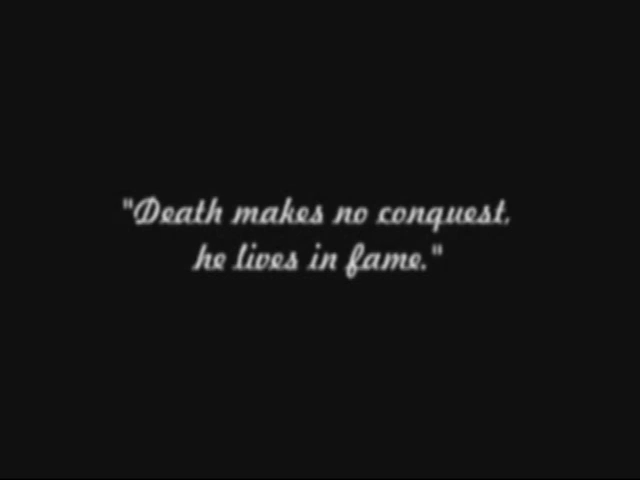 "Death makes no conquest,
he lives in fame."